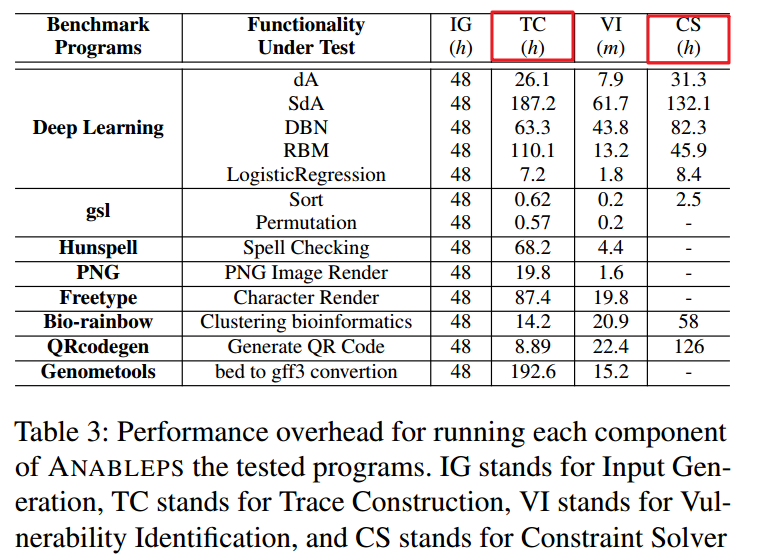 Benchmark Programs Functionality Under Test IG (h) TC (h) VI (m) CS (h)
Deep Learning dA 48 26.1 7.9 31.3
SdA 48 187.2 61.7 132.1
DBN 48 63.3 43.8 82.3
RBM 48 110.1 13.2 45.9
LogisticRegression 48 7.2 1.8 8.4
gsl Sort 48 0.62 0.2 2.5
Permutation 48 0.57 0.2 -
Hunspell Spell Checking 48 68.2 4.4 -
PNG PNG Image Render 48 19.8 1.6 -
Freetype Character Render 48 87.4 19.8 -
Bio-rainbow Clustering bioinformatics 48 14.2 20.9 58
QRcodegen Generate QR Code 48 8.89 22.4 126
Genometools bed to gff3 convertion 48 192.6 15.2 -
Table 3: Performance overhead for running each component
of ANABLEPS the tested programs. IG stands for Input Gen-
eration, TC stands for Trace Construction, VI stands for Vul-
nerability Identification, and CS stands for Constraint Solver